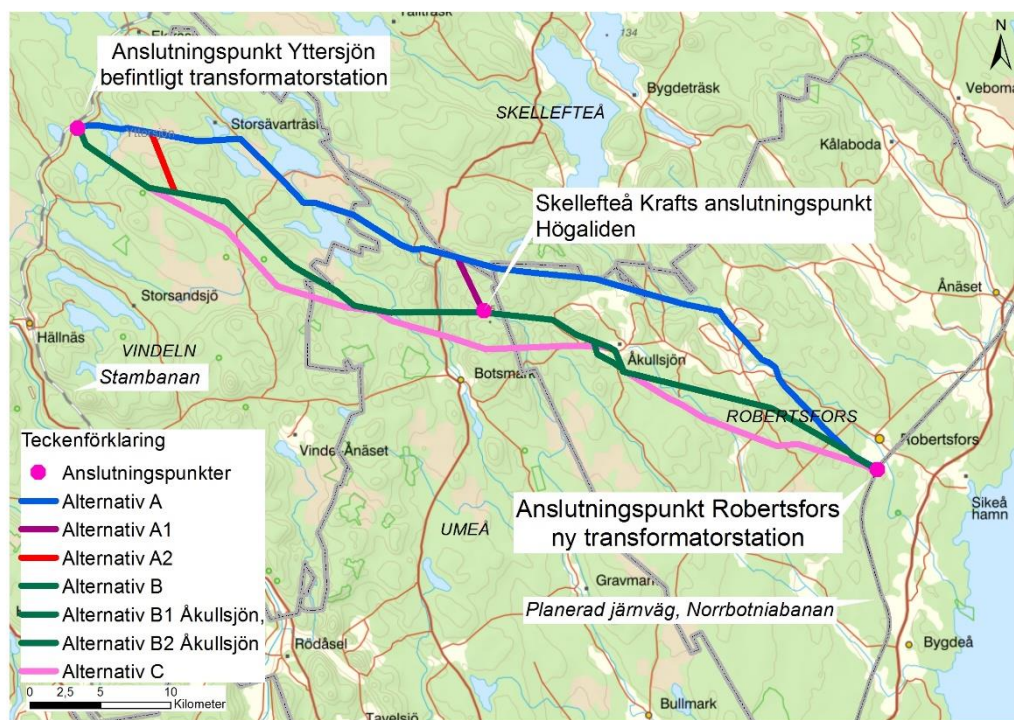 Anslutningspunkt Yttersjön
befintligt transformatorstation
N
134
Bygdeträsk
Veboma
SKELLEFTEÅ
Yttersjön
Storsävarträsk
Kålaboda
Skellefteå Krafts anslutningspunkt
Högaliden
Storsandsjö
Ånäset
Hällnäs
VINDELN
Stambanan
Åkullsjön
Botsmark
ROBERTSFORS
Robertsfors
Vindel-Ånäset
Anslutningspunkt Robertsfors
ny transformatorstation
Sikeå
hamn
UMEÅ
Gravmark
Planerad järnväg, Norrbotniabanan
Bygdeå
Rödåsel
Bullmark
Tavelsjö
Teckenförklaring
Anslutningspunkter
Alternativ A
Alternativ A1
Alternativ A2
Alternativ B
Alternativ B1 Åkullsjön,
Alternativ B2 Åkullsjön
Alternativ C
0 2,5 5 10
Kilometer